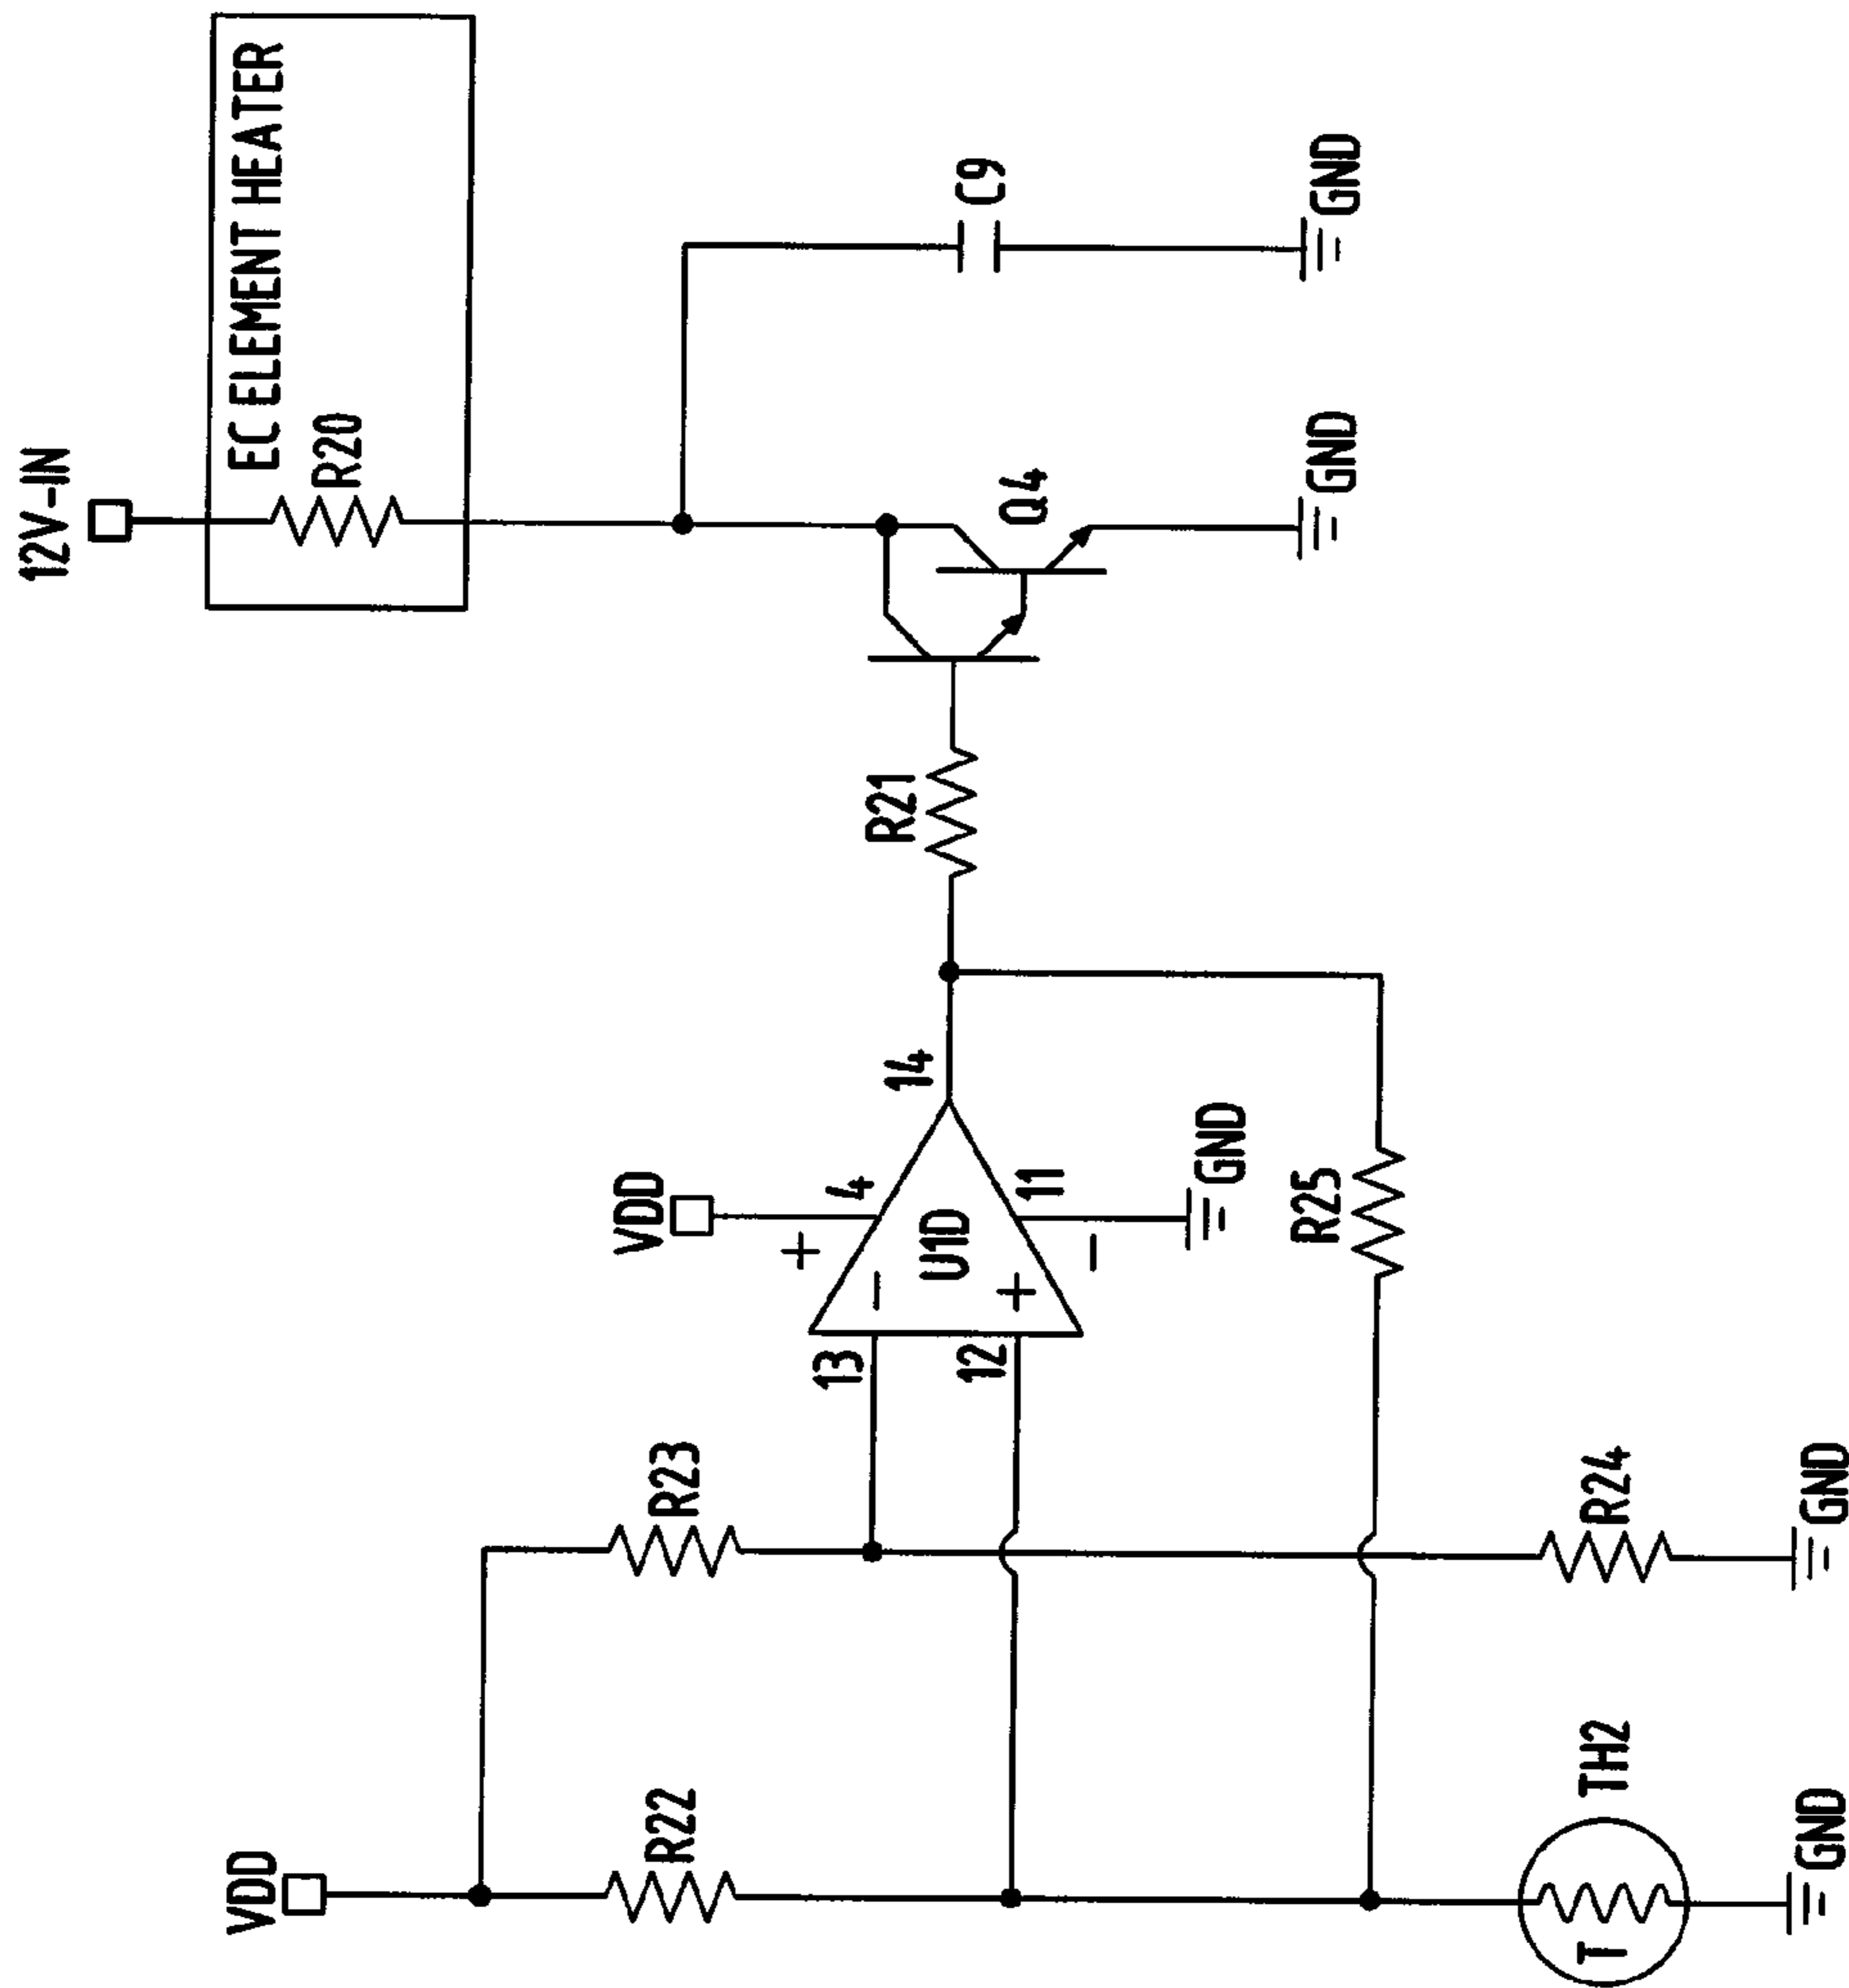 12V-IN
EC ELEMENT HEATER
R20
C9
GND
Q4
GND
R21
14
VDD
4
+
U1D
−
+
−
11
GND
13
12
R25
R23
R24
GND
VDD
R22
TH2
T
GND